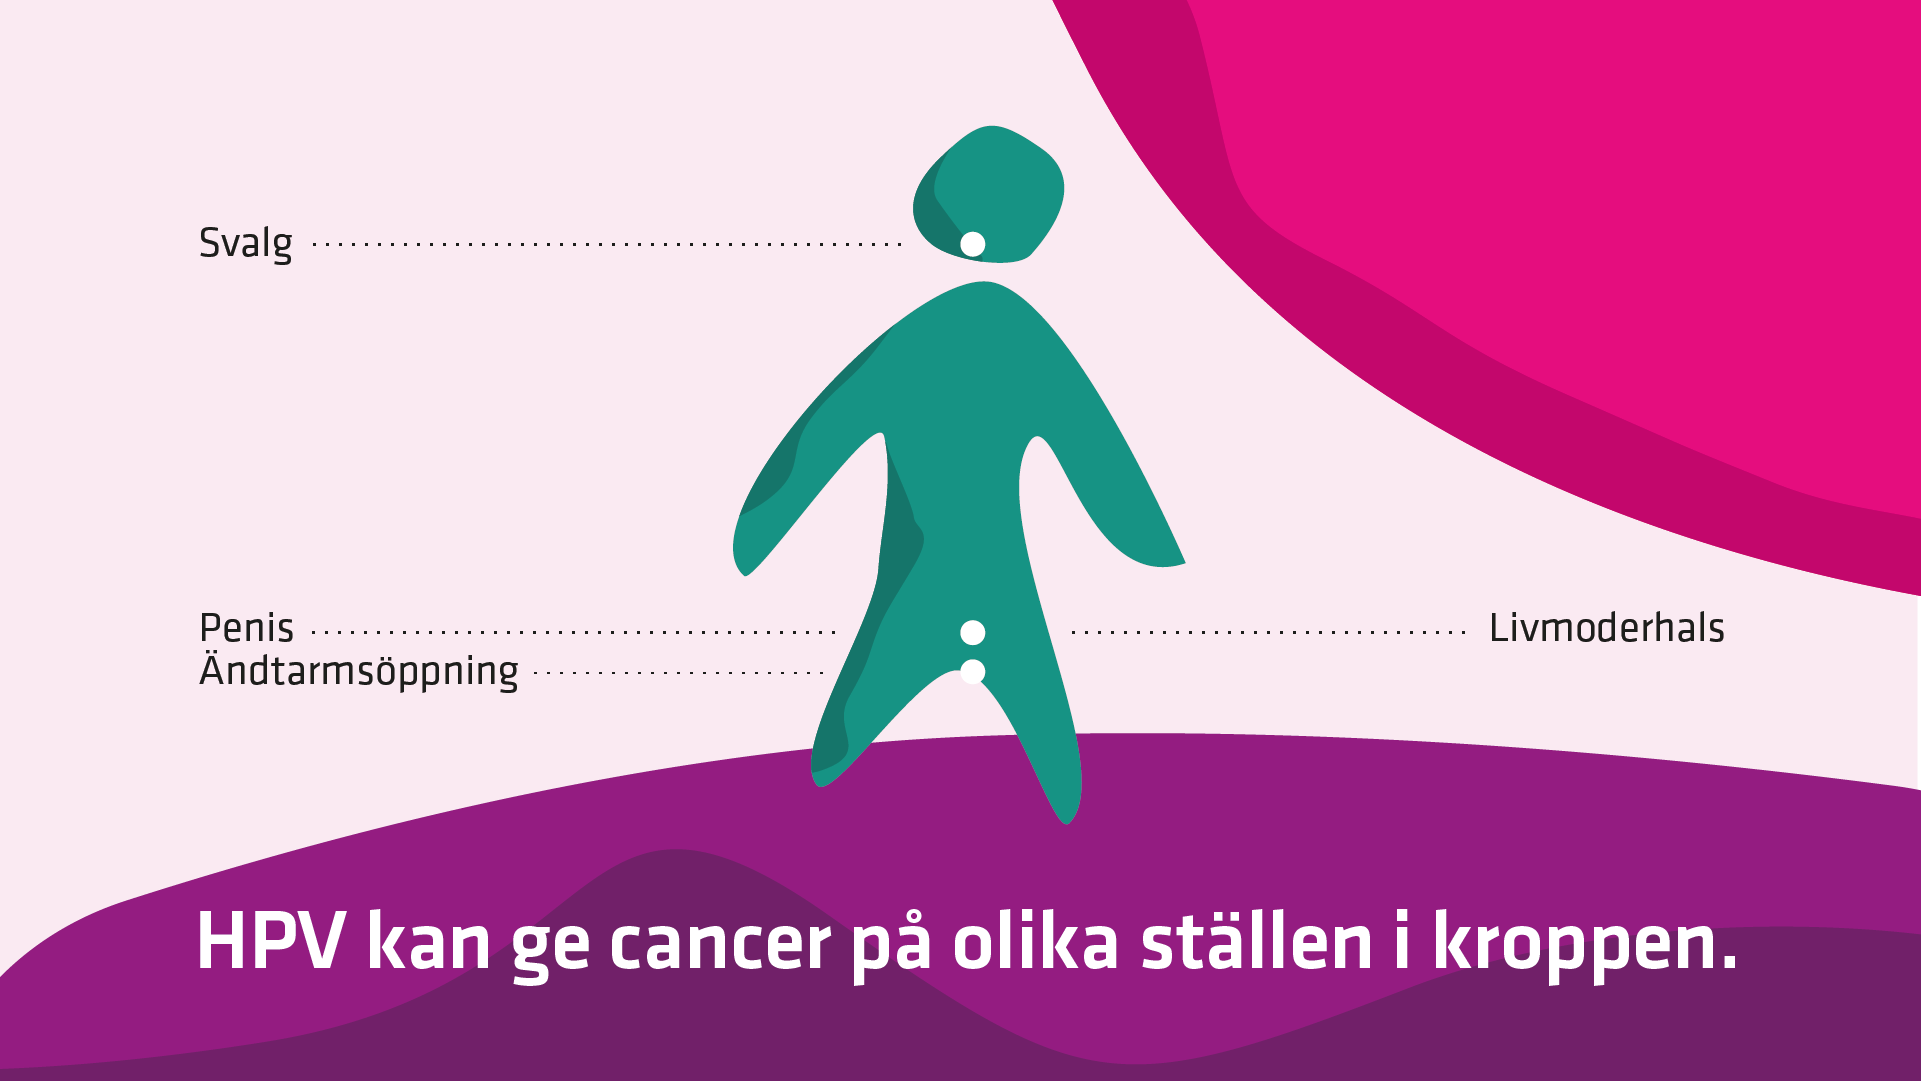 Svalg
Penis
Livmoderhals
Ändtarmsöppning
HPV kan ge cancer på olika ställen i kroppen.